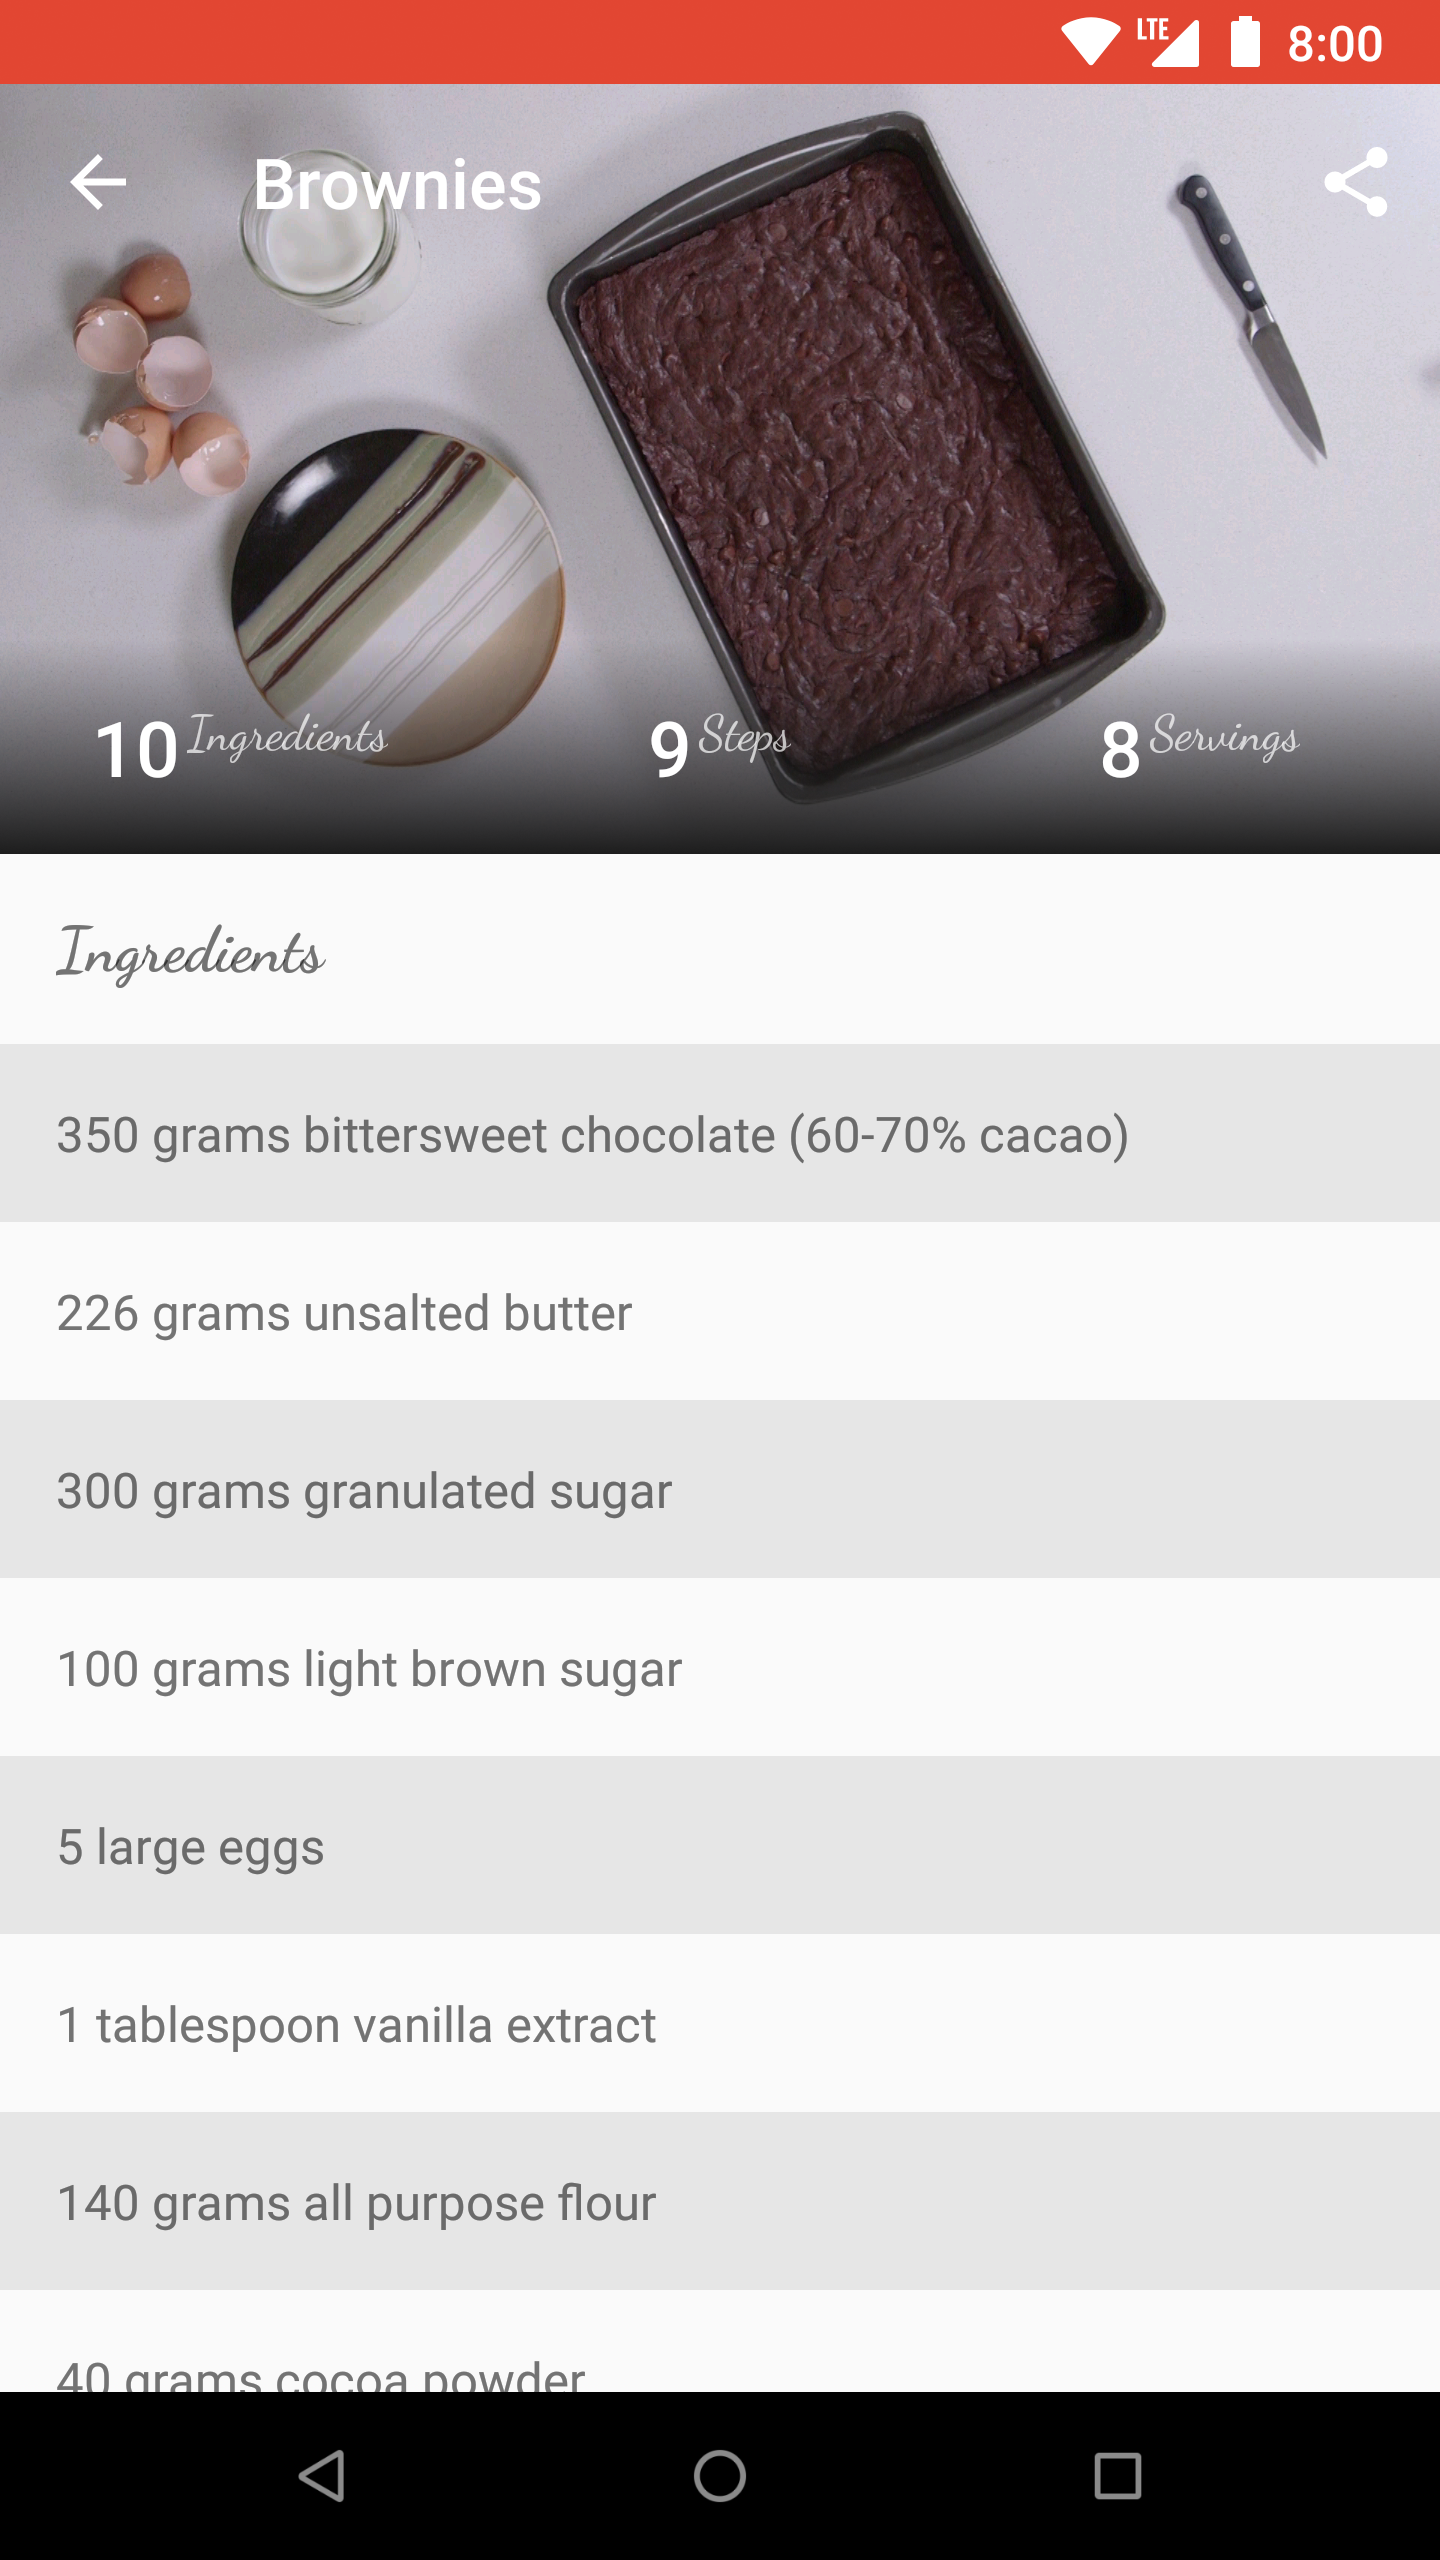 LTE 8:00
Brownies
10 Ingredients 9 Steps 8 Servings
Ingredients
350 grams bittersweet chocolate (60-70% cacao)
226 grams unsalted butter
300 grams granulated sugar
100 grams light brown sugar
5 large eggs
1 tablespoon vanilla extract
140 grams all purpose flour
40 grams cocoa powder